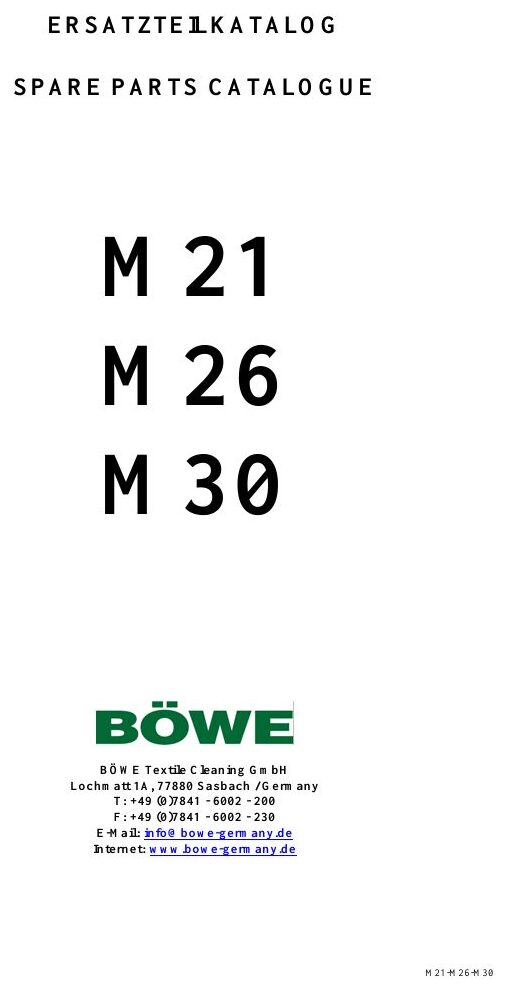 ERSATZTEILKATALOG
SPARE PARTS CATALOGUE
M 21
M 26
M 30
BÖWE
BÖWE Textile Cleaning GmbH
Lochmatt 1A, 77880 Sasbach / Germany
T: +49 (0)7841 - 6002 - 200
F: +49 (0)7841 - 6002 - 230
E-Mail: info@bowe-germany.de
Internet: www.bowe-germany.de
M21-M26-M30